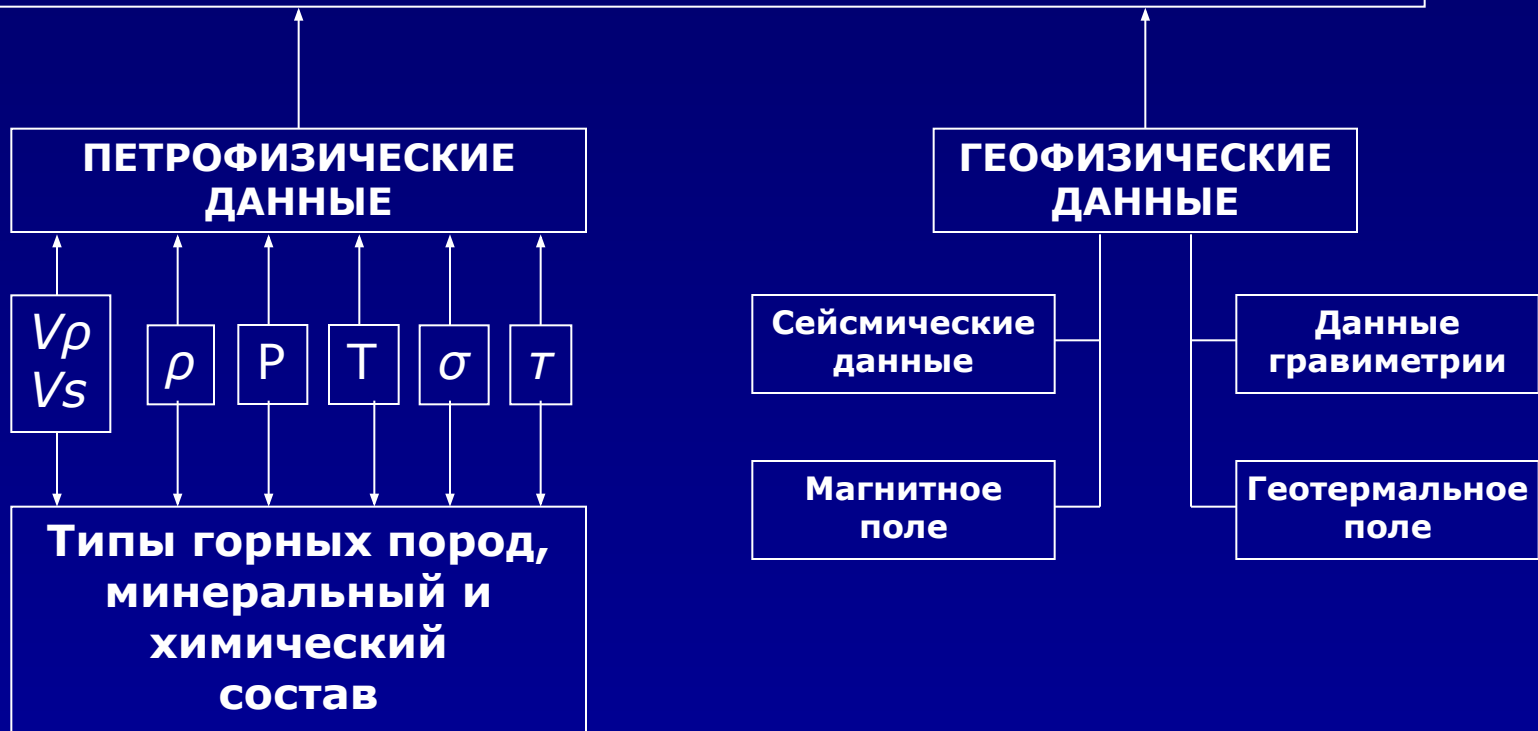 ПЕТРОФИЗИЧЕСКИЕ
ДАННЫЕ
ГЕОФИЗИЧЕСКИЕ
ДАННЫЕ
Vρ
Vs
ρ
P
T
σ
τ
Сейсмические
данные
Данные
гравиметрии
Магнитное
поле
Геотермальное
поле
Типы горных пород,
минеральный и
химический
состав